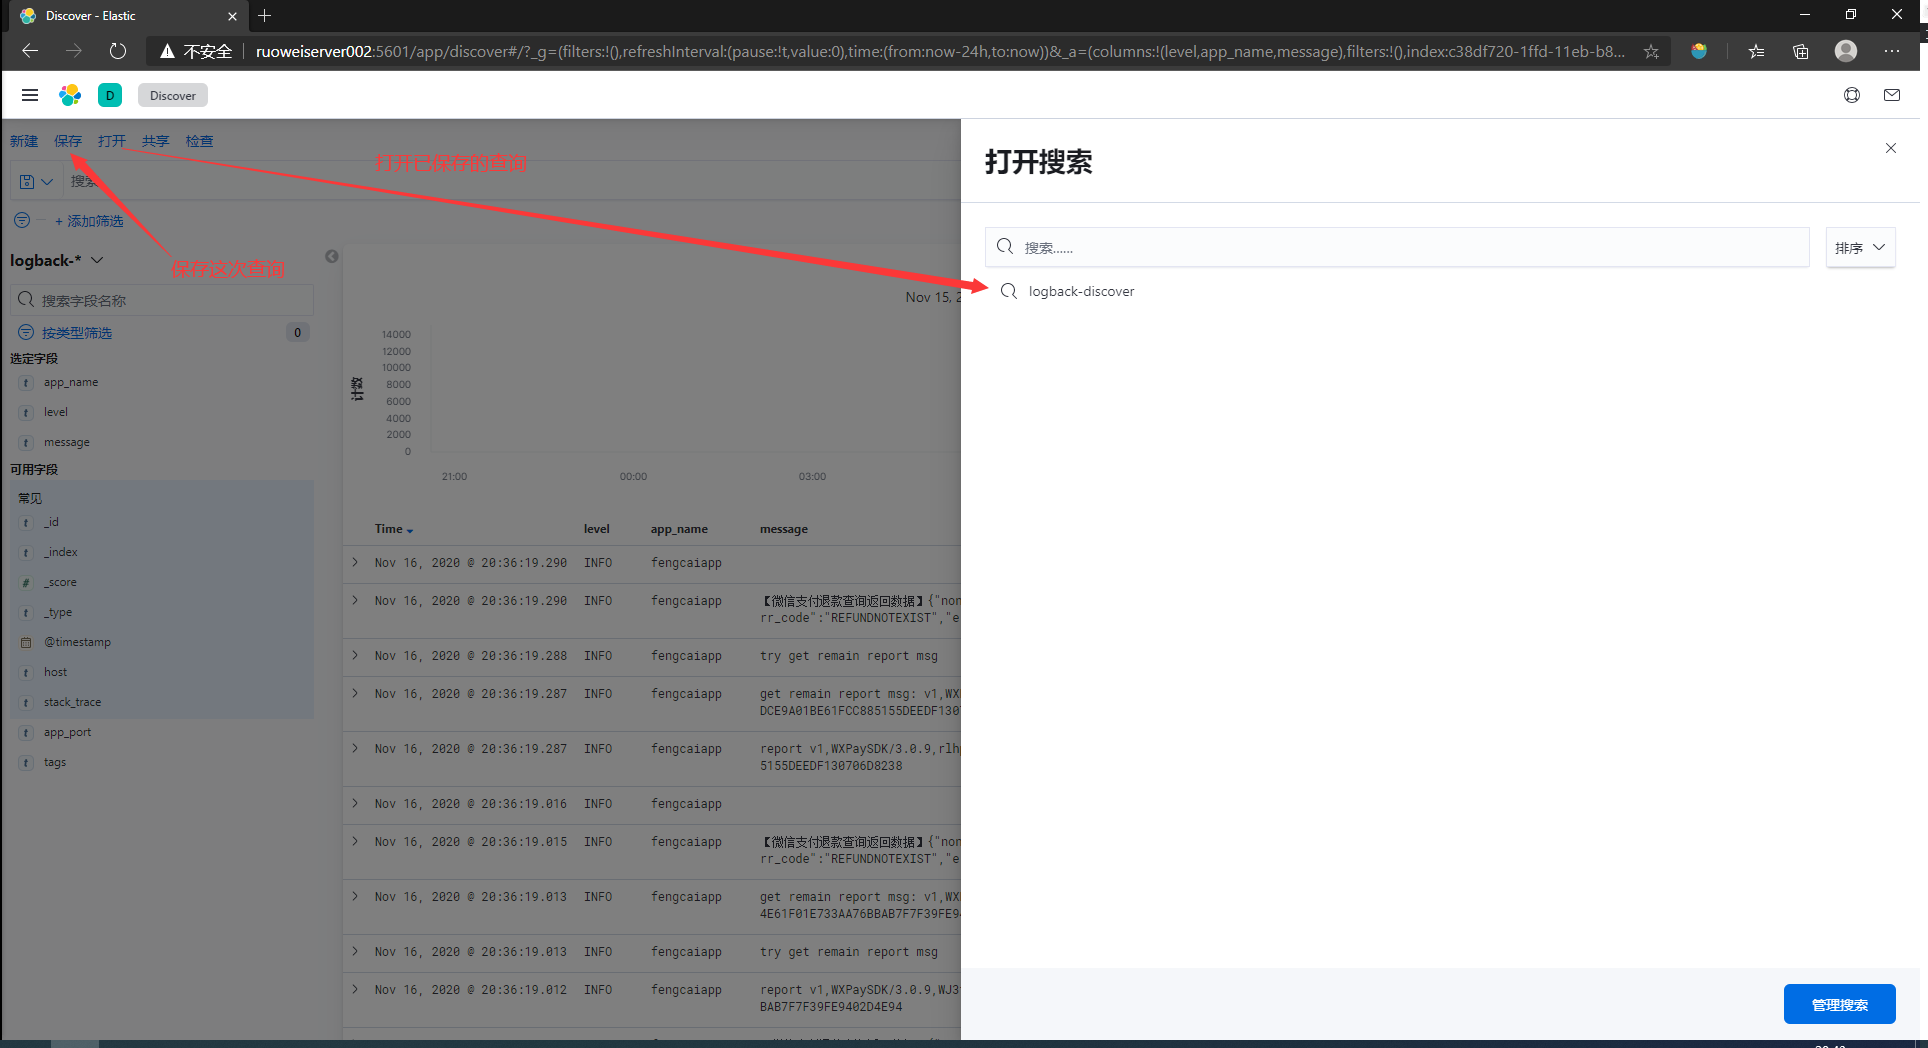 Discover - Elastic
不安全
ruoweiserver002:5601/app/discover#/?_g=(filters:!(),refreshInterval:(pause:!t,value:0),time:(from:now-24h,to:now))&_a=(columns:!(level,app_name,message),filters:!(),index:c38df720-1ffd-11eb-b8...
D
Discover
新建 保存 打开 共享 检查
打开已保存的查询
搜索
+ 添加筛选
保存这次查询
logback-*
搜索字段名称
按类型筛选 0
选定字段
t app_name
t level
t message
可用字段
常见
t _id
t _index
# _score
t _type
@timestamp
t host
t stack_trace
t app_port
t tags
Nov 15, 2
计数
14000
12000
10000
8000
6000
4000
2000
0
21:00 00:00 03:00
Time level app_name message
Nov 16, 2020 @ 20:36:19.290 INFO fengcaiapp
Nov 16, 2020 @ 20:36:19.290 INFO fengcaiapp 【微信支付退款查询返回数据】{"non
rr_code":"REFUNDNOTEXIST","e
Nov 16, 2020 @ 20:36:19.288 INFO fengcaiapp try get remain report msg
Nov 16, 2020 @ 20:36:19.287 INFO fengcaiapp get remain report msg: v1,WX
DCE9A01BE61FCC885155DEEDF130
Nov 16, 2020 @ 20:36:19.287 INFO fengcaiapp report v1,WXPaySDK/3.0.9,rlh
5155DEEDF130706D8238
Nov 16, 2020 @ 20:36:19.016 INFO fengcaiapp
Nov 16, 2020 @ 20:36:19.015 INFO fengcaiapp 【微信支付退款查询返回数据】{"non
rr_code":"REFUNDNOTEXIST","e
Nov 16, 2020 @ 20:36:19.013 INFO fengcaiapp get remain report msg: v1,WX
4E61F01E733AA76BBAB7F7F39FE9
Nov 16, 2020 @ 20:36:19.013 INFO fengcaiapp try get remain report msg
Nov 16, 2020 @ 20:36:19.012 INFO fengcaiapp report v1,WXPaySDK/3.0.9,WJ3
BAB7F7F39FE9402D4E94
打开搜索
搜索......
排序
logback-discover
管理搜索